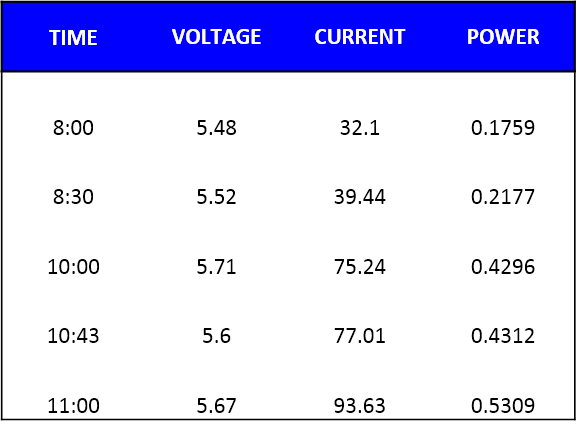 TIME VOLTAGE CURRENT POWER
8:00 5.48 32.1 0.1759
8:30 5.52 39.44 0.2177
10:00 5.71 75.24 0.4296
10:43 5.6 77.01 0.4312
11:00 5.67 93.63 0.5309